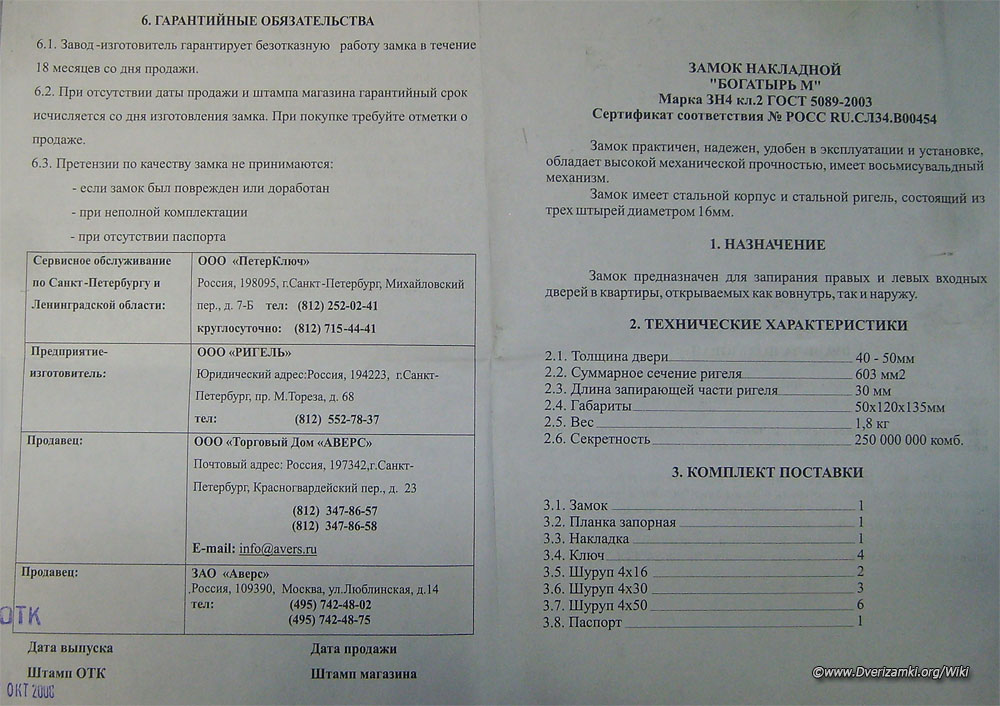 6. ГАРАНТИЙНЫЕ ОБЯЗАТЕЛЬСТВА
6.1. Завод-изготовитель гарантирует безотказную работу замка в течение
18 месяцев со дня продажи.
6.2. При отсутствии даты продажи и штампа магазина гарантийный срок
исчисляется со дня изготовления замка. При покупке требуйте отметки о
продаже.
6.3. Претензии по качеству замка не принимаются:
- если замок был поврежден или доработан
- при неполной комплектации
- при отсутствии паспорта
Сервисное обслуживание
по Санкт-Петербургу и
Ленинградской области:
ООО «ПетерКлюч»
Россия, 198095, г.Санкт-Петербург, Михайловский
пер., д. 7-Б тел: (812) 252-02-41
круглосуточно: (812) 715-44-41
Предприятие-
изготовитель:
ООО «РИГЕЛЬ»
Юридический адрес:Россия, 194223, г.Санкт-
Петербург, пр. М.Тореза, д. 68
тел: (812) 552-78-37
Продавец:
ООО «Торговый Дом «АВЕРС»
Почтовый адрес: Россия, 197342,г.Санкт-
Петербург, Красногвардейский пер., д. 23
(812) 347-86-57
(812) 347-86-58
E-mail: info@avers.ru
Продавец:
ЗАО «Аверс»
.Россия, 109390, Москва, ул.Люблинская, д.14
тел: (495) 742-48-02
(495) 742-48-75
ОТК
Дата выпуска Дата продажи
Штамп ОТК Штамп магазина
ОКТ
ЗАМОК НАКЛАДНОЙ
"БОГАТЫРЬ М"
Марка ЗН4 кл.2 ГОСТ 5089-2003
Сертификат соответствия № РОСС RU.СЛ34.В00454
Замок практичен, надежен, удобен в эксплуатации и установке,
обладает высокой механической прочностью, имеет восьмисувальдный
механизм.
Замок имеет стальной корпус и стальной ригель, состоящий из
трех штырей диаметром 16мм.
1. НАЗНАЧЕНИЕ
Замок предназначен для запирания правых и левых входных
дверей в квартиры, открываемых как вовнутрь, так и наружу.
2. ТЕХНИЧЕСКИЕ ХАРАКТЕРИСТИКИ
2.1. Толщина двери 40 - 50мм
2.2. Суммарное сечение ригеля 603 мм2
2.3. Длина запирающей части ригеля 30 мм
2.4. Габариты 50х120х135мм
2.5. Вес 1,8 кг
2.6. Секретность 250 000 000 комб.
3. КОМПЛЕКТ ПОСТАВКИ
3.1. Замок 1
3.2. Планка запорная 1
3.3. Накладка 1
3.4. Ключ 4
3.5. Шуруп 4х16 2
3.6. Шуруп 4х30 3
3.7. Шуруп 4х50 6
3.8. Паспорт 1
©www.Dverizamki.org/Wiki